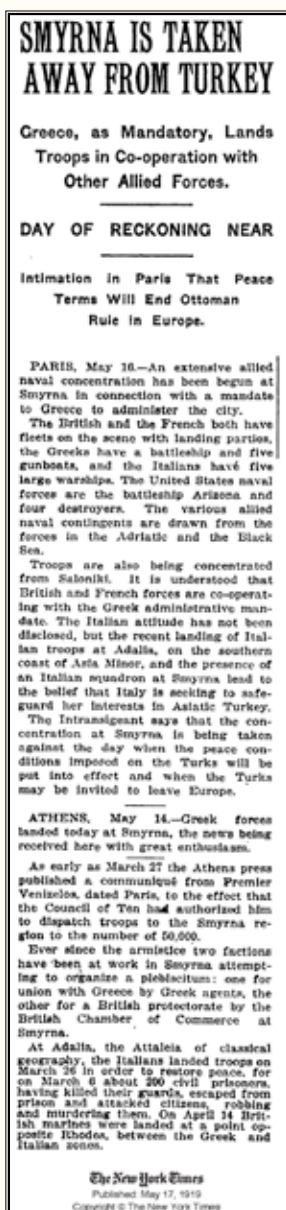 SMYRNA IS TAKEN
AWAY FROM TURKEY
Greece, as Mandatory, Lands
Troops in Co-operation with
Other Allied Forces.
DAY OF RECKONING NEAR
Intimation in Paris That Peace
Terms Will End Ottoman
Rule in Europe.
PARIS, May 16.—An extensive allied
naval concentration has been begun at
Smyrna in connection with a mandate
to Greece to administer the city.
The British and the French both have
fleets on the scene with landing parties,
the Greeks have a battleship and five
gunboats, and the Italians have five
large warships. The United States naval
forces are the battleship Arizona and
four destroyers. The various allied
naval contingents are drawn from the
forces in the Adriatic and the Black
Sea.
Troops are also being concentrated
from Saloniki. It is understood that
British and French forces are co-operat-
ing with the Greek administrative man-
date. The Italian attitude has not been
disclosed, but the recent landing of Ital-
ian troops at Adalia, on the southern
coast of Asia Minor, and the presence of
an Italian squadron at Smyrna lead to
the belief that Italy is seeking to safe-
guard her interests in Asiatic Turkey.
The Intransigeant says that the con-
centration at Smyrna is being taken
against the day when the peace con-
ditions imposed on the Turks will be
put into effect and when the Turks
may be invited to leave Europe.
ATHENS, May 14.—Greek forces
landed today at Smyrna, the news being
received here with great enthusiasm.
As early as March 27 the Athens press
published a communiqué from Premier
Venizelos, dated Paris, to the effect that
the Council of Ten had authorized him
to dispatch troops to the Smyrna re-
gion to the number of 50,000.
Ever since the armistice two factions
have been at work in Smyrna attempt-
ing to organize a plebiscitum: one for
union with Greece by Greek agents, the
other for a British protectorate by the
British Chamber of Commerce at
Smyrna.
At Adalia, the Attaleia of classical
geography, the Italians landed troops on
March 26 in order to restore peace, for
on March 6 about 200 civil prisoners,
having killed their guards, escaped from
prison and attacked citizens, robbing
and murdering them. On April 14 Brit-
ish marines were landed at a point op-
posite Rhodes, between the Greek and
Italian zones.
The New York Times
Published: May 17, 1919
Copyright © The New York Times